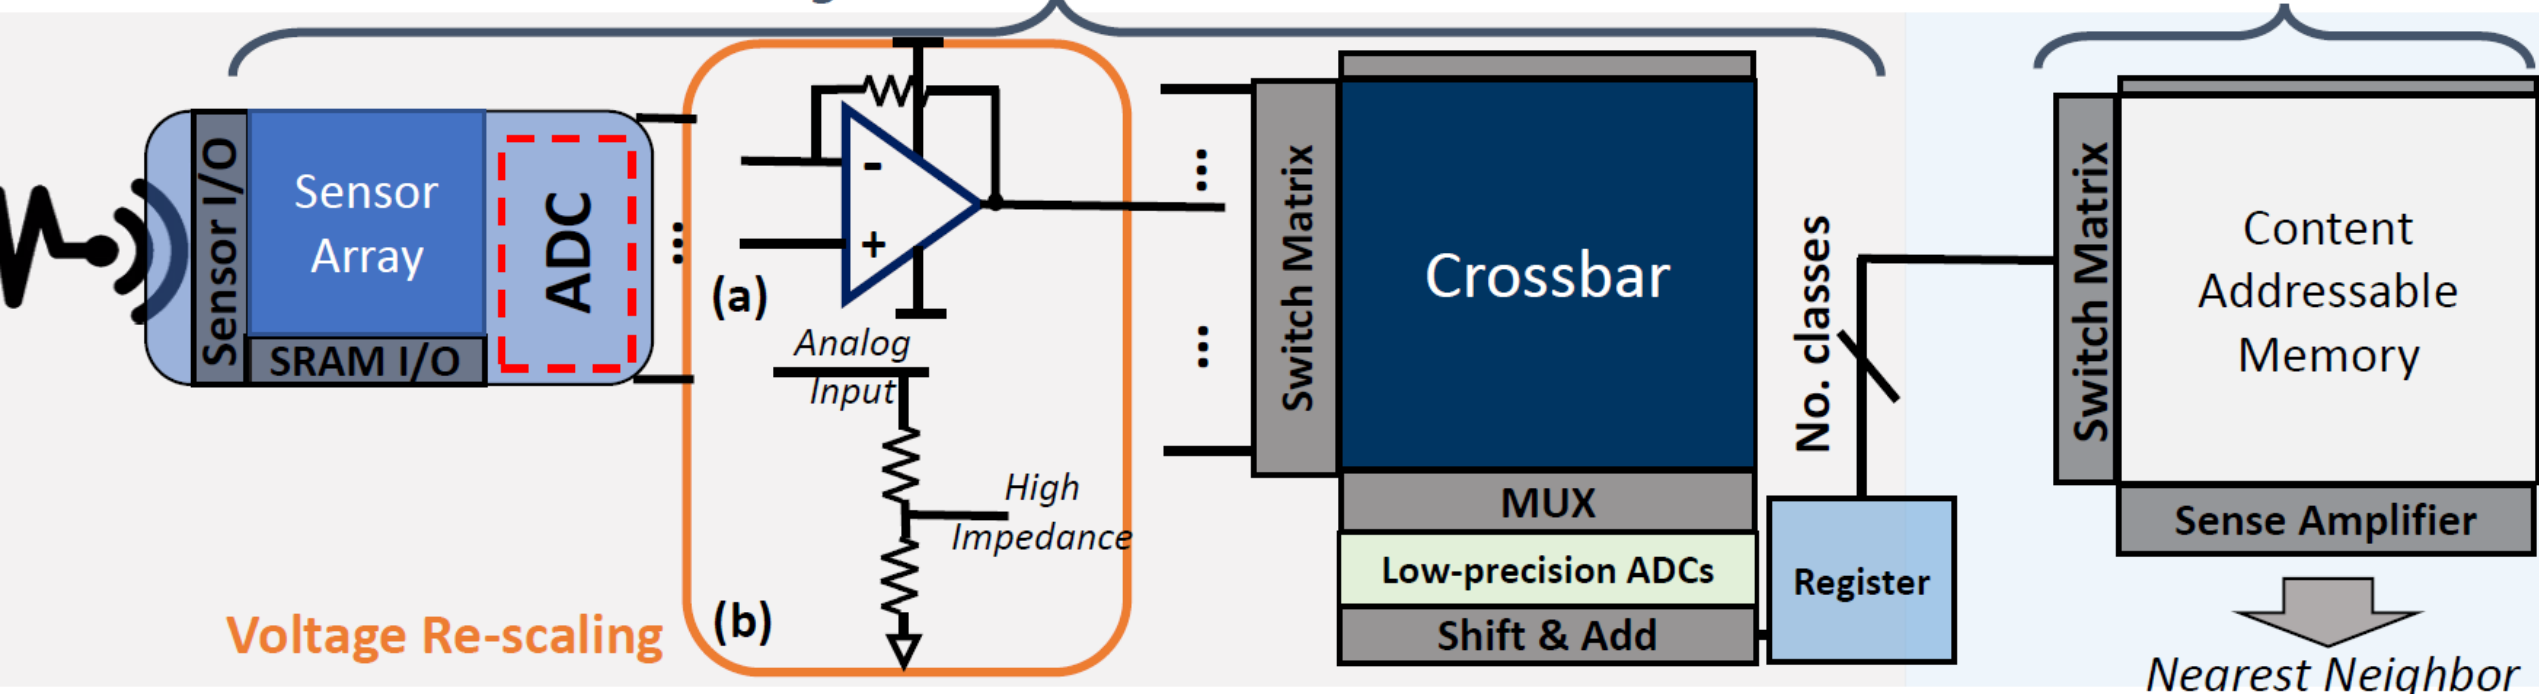 Sensor I/O
Sensor
Array
SRAM I/O
ADC
...
Voltage Re-scaling
-
+
(a)
Analog
Input
High
Impedance
(b)
...
...
Switch Matrix
Crossbar
MUX
Low-precision ADCs
Shift & Add
No. classes
Register
Switch Matrix
Content
Addressable
Memory
Sense Amplifier
Nearest Neighbor